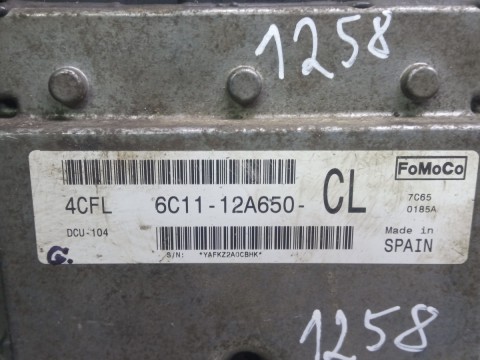 1258
FoMoCo
4CFL 6C11-12A650- CL
7C65
0185A
DCU-104
Made in
SPAIN
G.
S/N: *YAFKZ2A0CBHK*
1258